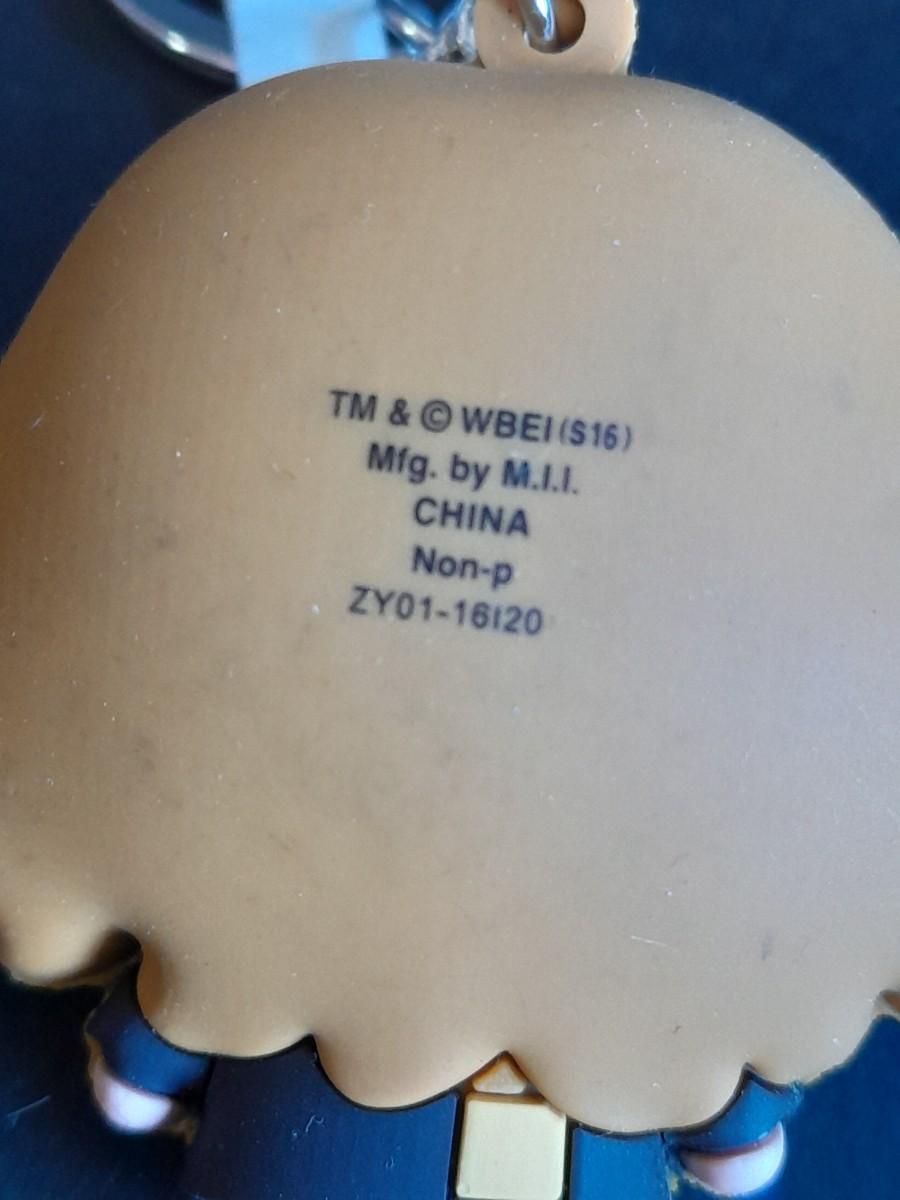 TM & © WBEI (S16)
Mfg. by M.I.I.
CHINA
Non-p
ZY01-16I20